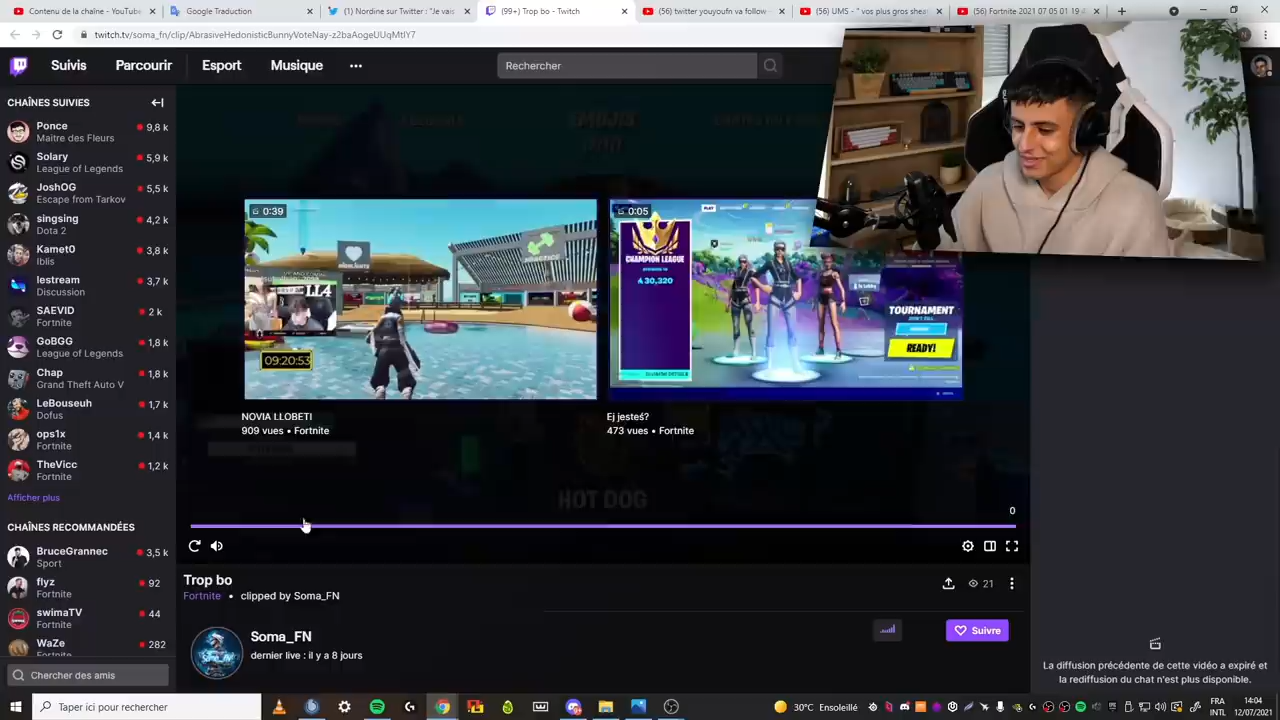 Contenu de la chaîne - YouTube
Google Traduction
(1) Nordine sur Twitter : "Je vais
(99+) Trop bo - Twitch
(56) twitter youyoufn va follow
(56) UMS - " vos plus gros shea
(56) Fortnite 2021 07 05 01 19
twitch.tv/soma_fn/clip/AbrasiveHedonisticBunnyVoteNay-z2baAogeUUqMtIY7
Suivis
Parcourir
Esport
Musique
Rechercher
CHAÎNES SUIVIES
Ponce
9,8 k
Maitre des Fleurs
Solary
5,9 k
League of Legends
JoshOG
5,5 k
Escape from Tarkov
singsing
4,2 k
Dota 2
Kamet0
3,8 k
Iblis
lestream
3,7 k
Discussion
SAEVID
2 k
Fortnite
GoBGG
1,8 k
League of Legends
Chap
1,8 k
Grand Theft Auto V
LeBouseuh
1,7 k
Dofus
ops1x
1,4 k
Fortnite
TheVicc
1,2 k
Fortnite
Afficher plus
CHAÎNES RECOMMANDÉES
BruceGrannec
3,5 k
Sport
flyz
92
Fortnite
swimaTV
44
Fortnite
WaZe
282
Fortnite
Chercher des amis
0:39
09:20:53
PRACTICE
NOVIA LLOBETI
909 vues • Fortnite
0:05
PLAY
CHAMPION LEAGUE
30,320
TOURNAMENT
READY!
Ej jesteś?
473 vues • Fortnite
HOT DOG
0
Trop bo
Fortnite • clipped by Soma_FN
21
Soma_FN
dernier live : il y a 8 jours
Suivre
La diffusion précédente de cette vidéo a expiré et
la rediffusion du chat n'est plus disponible.
Taper ici pour rechercher
30°C Ensoleillé
FRA
INTL
14:04
12/07/2021